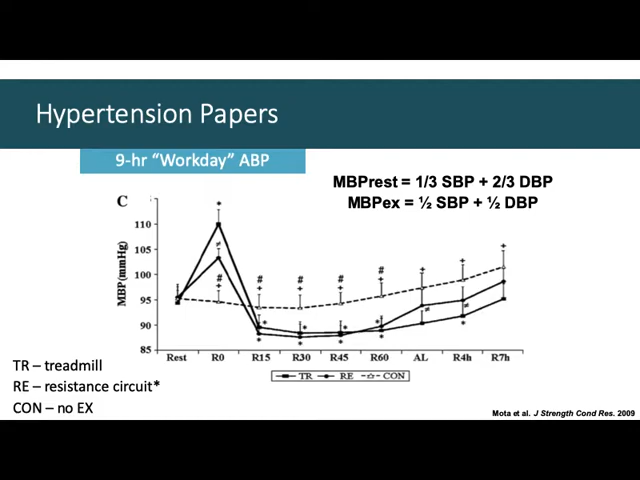 Hypertension Papers
9-hr “Workday” ABP
MBPrest = 1/3 SBP + 2/3 DBP
MBPex = ½ SBP + ½ DBP
C
MBP (mmHg)
110
105
100
95
90
85
Rest R0 R15 R30 R45 R60 AL R4h R7h
TR RE CON
TR – treadmill
RE – resistance circuit*
CON – no EX
Mota et al. J Strength Cond Res. 2009